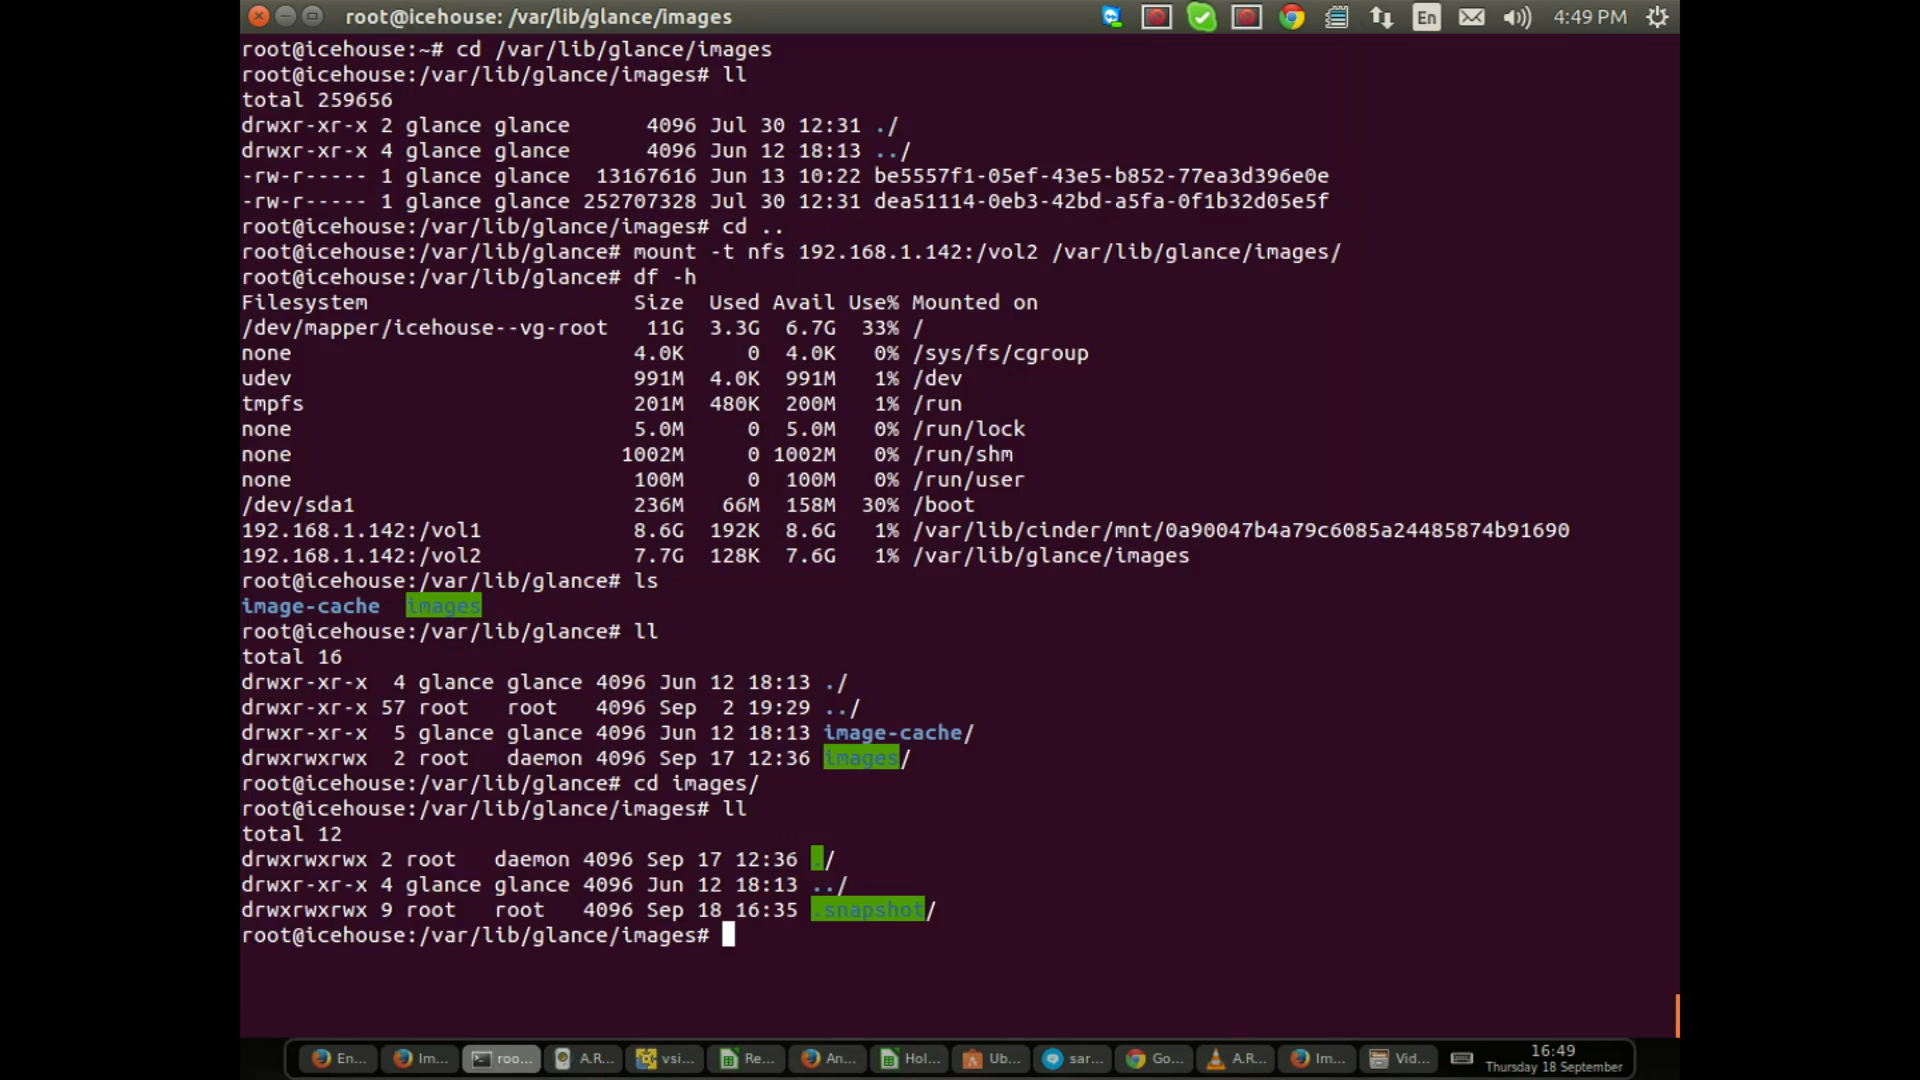 root@icehouse: /var/lib/glance/images
En
4:49 PM
root@icehouse:~# cd /var/lib/glance/images
root@icehouse:/var/lib/glance/images# ll
total 259656
drwxr-xr-x 2 glance glance      4096 Jul 30 12:31 ./
drwxr-xr-x 4 glance glance      4096 Jun 12 18:13 ../
-rw-r----- 1 glance glance  13167616 Jun 13 10:22 be5557f1-05ef-43e5-b852-77ea3d396e0e
-rw-r----- 1 glance glance 252707328 Jul 30 12:31 dea51114-0eb3-42bd-a5fa-0f1b32d05e5f
root@icehouse:/var/lib/glance/images# cd ..
root@icehouse:/var/lib/glance# mount -t nfs 192.168.1.142:/vol2 /var/lib/glance/images/
root@icehouse:/var/lib/glance# df -h
Filesystem                     Size  Used Avail Use% Mounted on
/dev/mapper/icehouse--vg-root   11G  3.3G  6.7G  33% /
none                           4.0K     0  4.0K   0% /sys/fs/cgroup
udev                           991M  4.0K  991M   1% /dev
tmpfs                          201M  480K  200M   1% /run
none                           5.0M     0  5.0M   0% /run/lock
none                          1002M     0 1002M   0% /run/shm
none                           100M     0  100M   0% /run/user
/dev/sda1                      236M   66M  158M  30% /boot
192.168.1.142:/vol1            8.6G  192K  8.6G   1% /var/lib/cinder/mnt/0a90047b4a79c6085a24485874b91690
192.168.1.142:/vol2            7.7G  128K  7.6G   1% /var/lib/glance/images
root@icehouse:/var/lib/glance# ls
image-cache  images
root@icehouse:/var/lib/glance# ll
total 16
drwxr-xr-x  4 glance glance 4096 Jun 12 18:13 ./
drwxr-xr-x 57 root   root   4096 Sep  2 19:29 ../
drwxr-xr-x  5 glance glance 4096 Jun 12 18:13 image-cache/
drwxrwxrwx  2 root   daemon 4096 Sep 17 12:36 images/
root@icehouse:/var/lib/glance# cd images/
root@icehouse:/var/lib/glance/images# ll
total 12
drwxrwxrwx 2 root   daemon 4096 Sep 17 12:36 ./
drwxr-xr-x 4 glance glance 4096 Jun 12 18:13 ../
drwxrwxrwx 9 root   root   4096 Sep 18 16:35 .snapshot/
root@icehouse:/var/lib/glance/images#
En... Im... roo... A.R... vsi... Re... An... Hol... Ub... sar... Go... A.R... Im... Vid...
16:49
Thursday 18 September